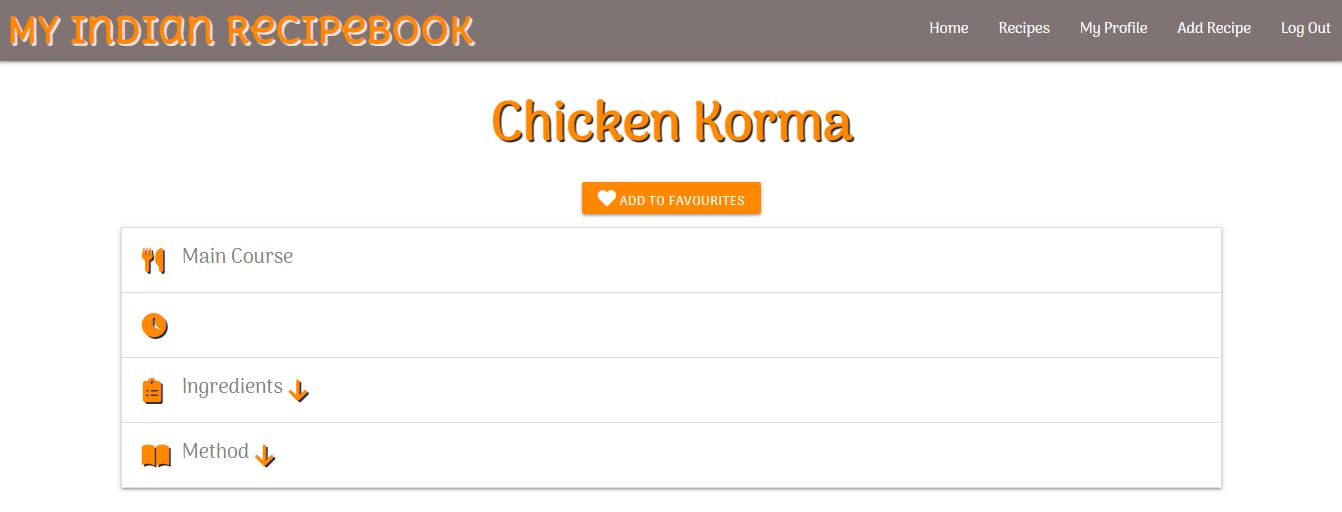 My Indian Recipebook
Home Recipes My Profile Add Recipe Log Out
Chicken Korma
ADD TO FAVOURITES
Main Course
Ingredients
Method